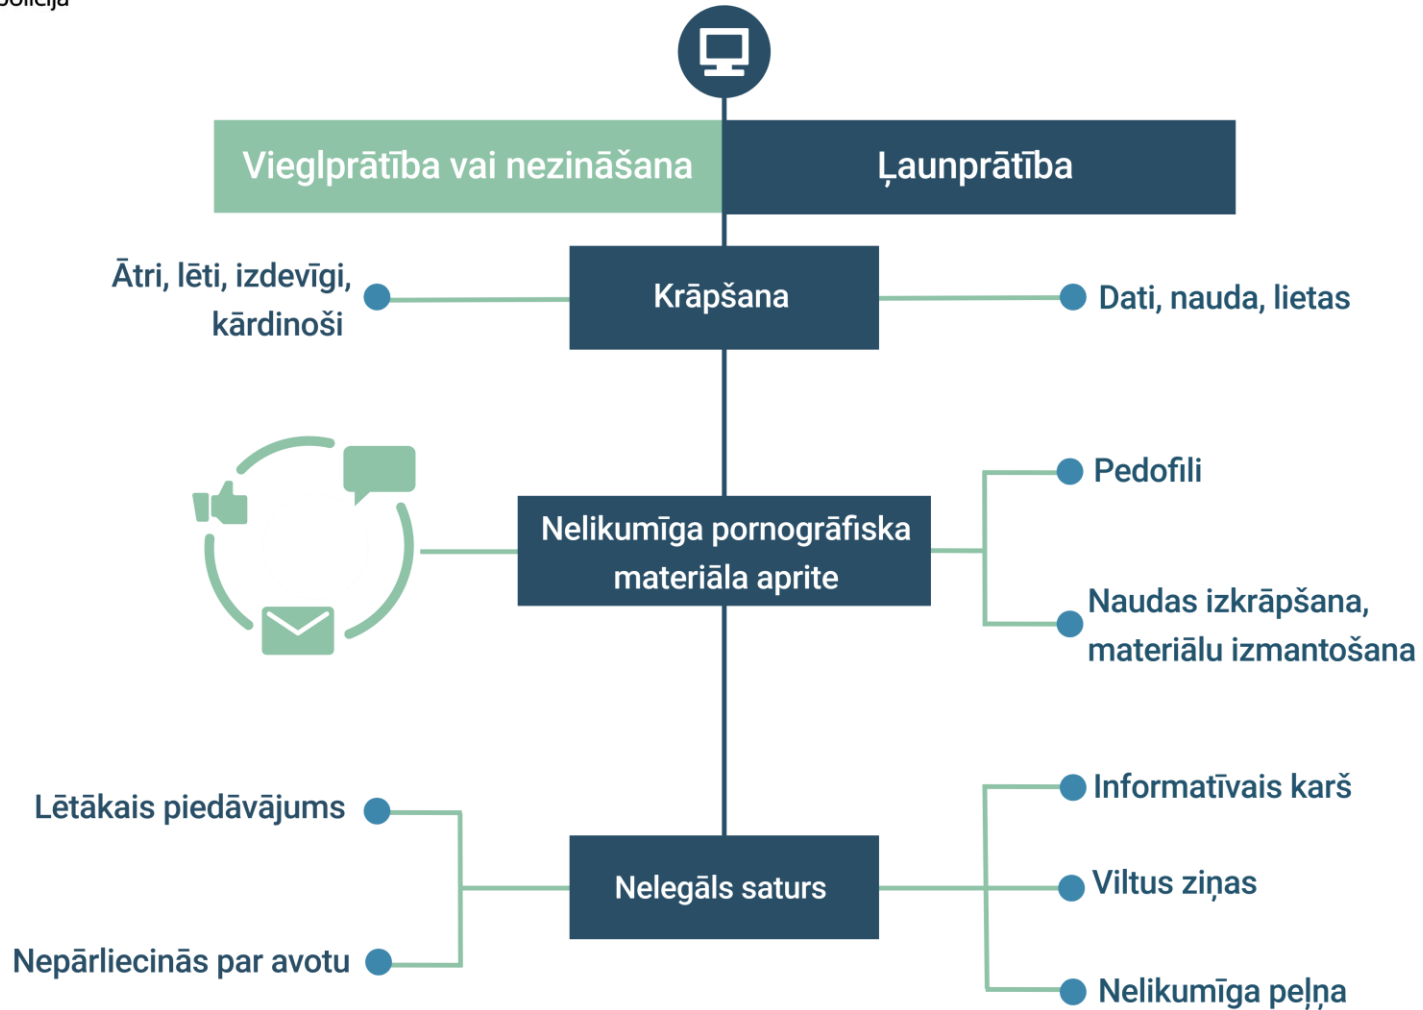 policija
Vieglprātība vai nezināšana
Ļaunprātība
Ātri, lēti, izdevīgi,
kārdinoši
Krāpšana
Dati, nauda, lietas
Nelikumīga pornogrāfiska
materiāla aprite
Pedofili
Naudas izkrāpšana,
materiālu izmantošana
Lētākais piedāvājums
Nepārliecinās par avotu
Nelegāls saturs
Informatīvais karš
Viltus ziņas
Nelikumīga peļņa